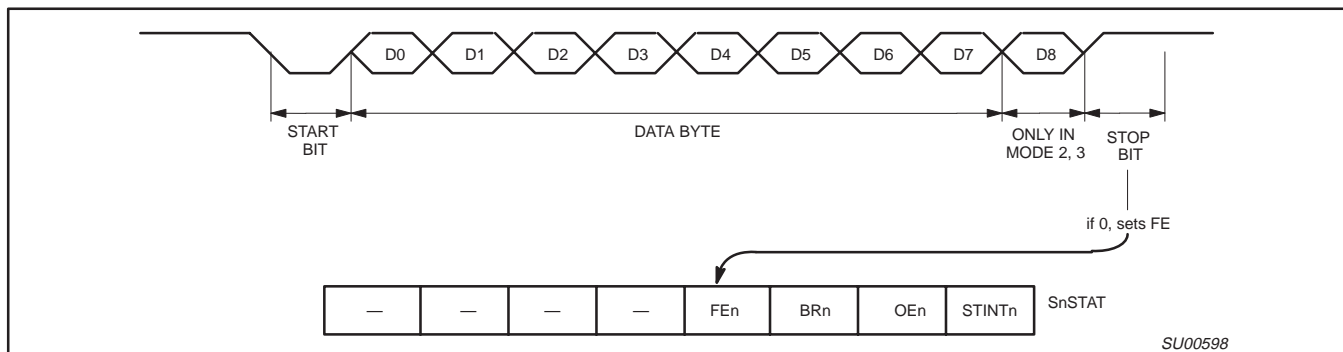 D0 D1 D2 D3 D4 D5 D6 D7 D8
START
BIT
DATA BYTE
ONLY IN
MODE 2, 3
STOP
BIT
if 0, sets FE
— — — — FEn BRn OEn STINTn SnSTAT
SU00598